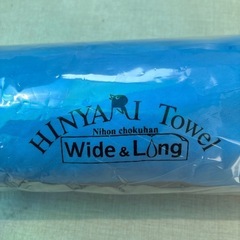 HINYARI Towel
Nihon chokuhan
Wide & Long